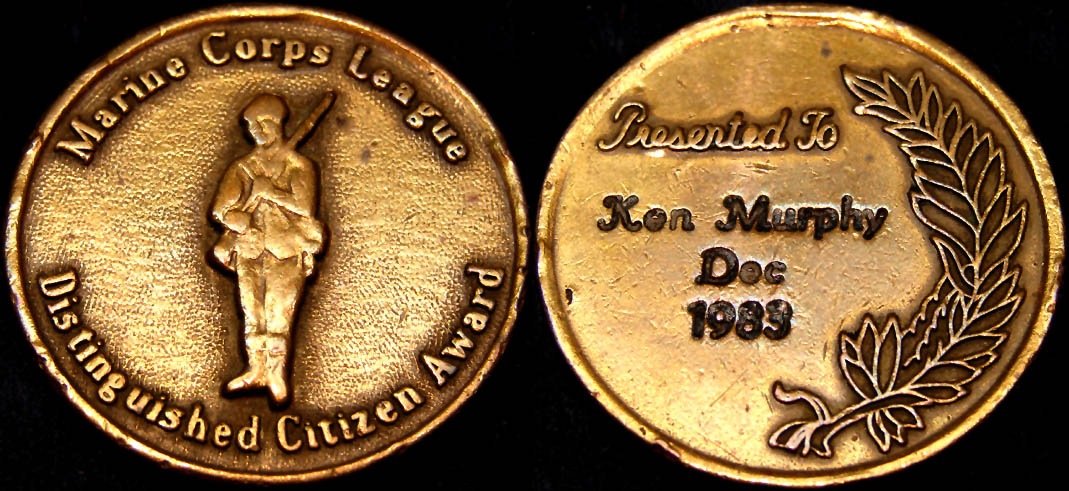 Marine Corps League
Distinguished Citizen Award
Presented To
Ken Murphy
Dec
1983